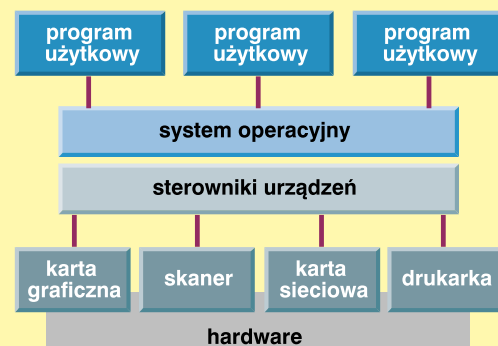 program
użytkowy
program
użytkowy
program
użytkowy
system operacyjny
sterowniki urządzeń
karta
graficzna
skaner
karta
sieciowa
drukarka
hardware